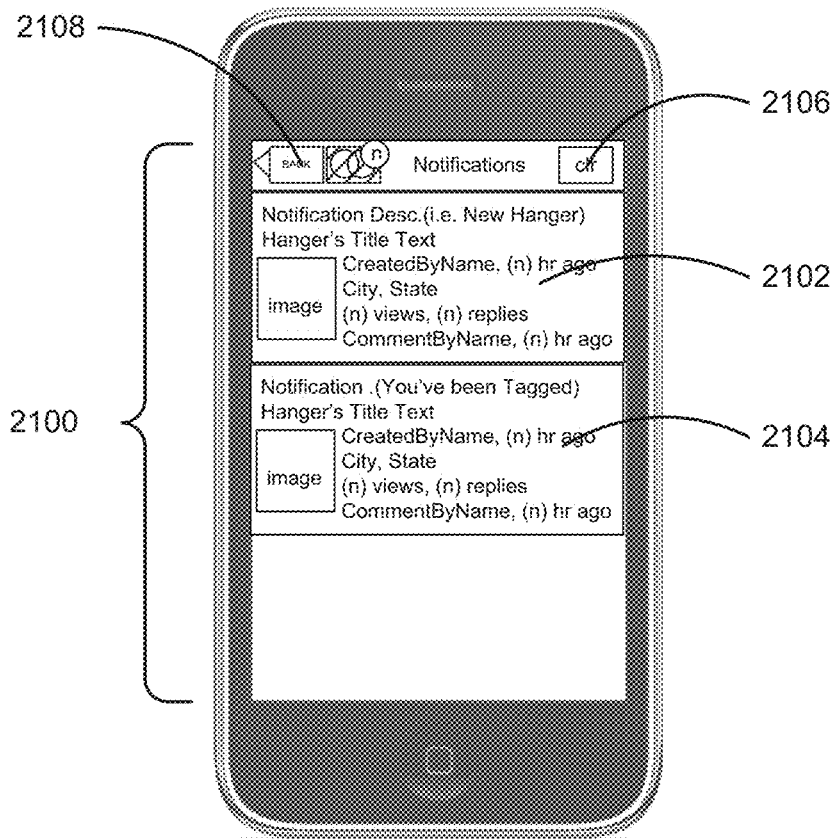 2108
2106
BACK n Notifications clr
Notification Desc.(i.e. New Hanger)
Hanger's Title Text
CreatedByName, (n) hr ago
2102
City, State
image
(n) views, (n) replies
CommentByName, (n) hr ago
Notification .(You've been Tagged)
Hanger's Title Text
2100
CreatedByName, (n) hr ago
2104
City, State
image
(n) views, (n) replies
CommentByName, (n) hr ago